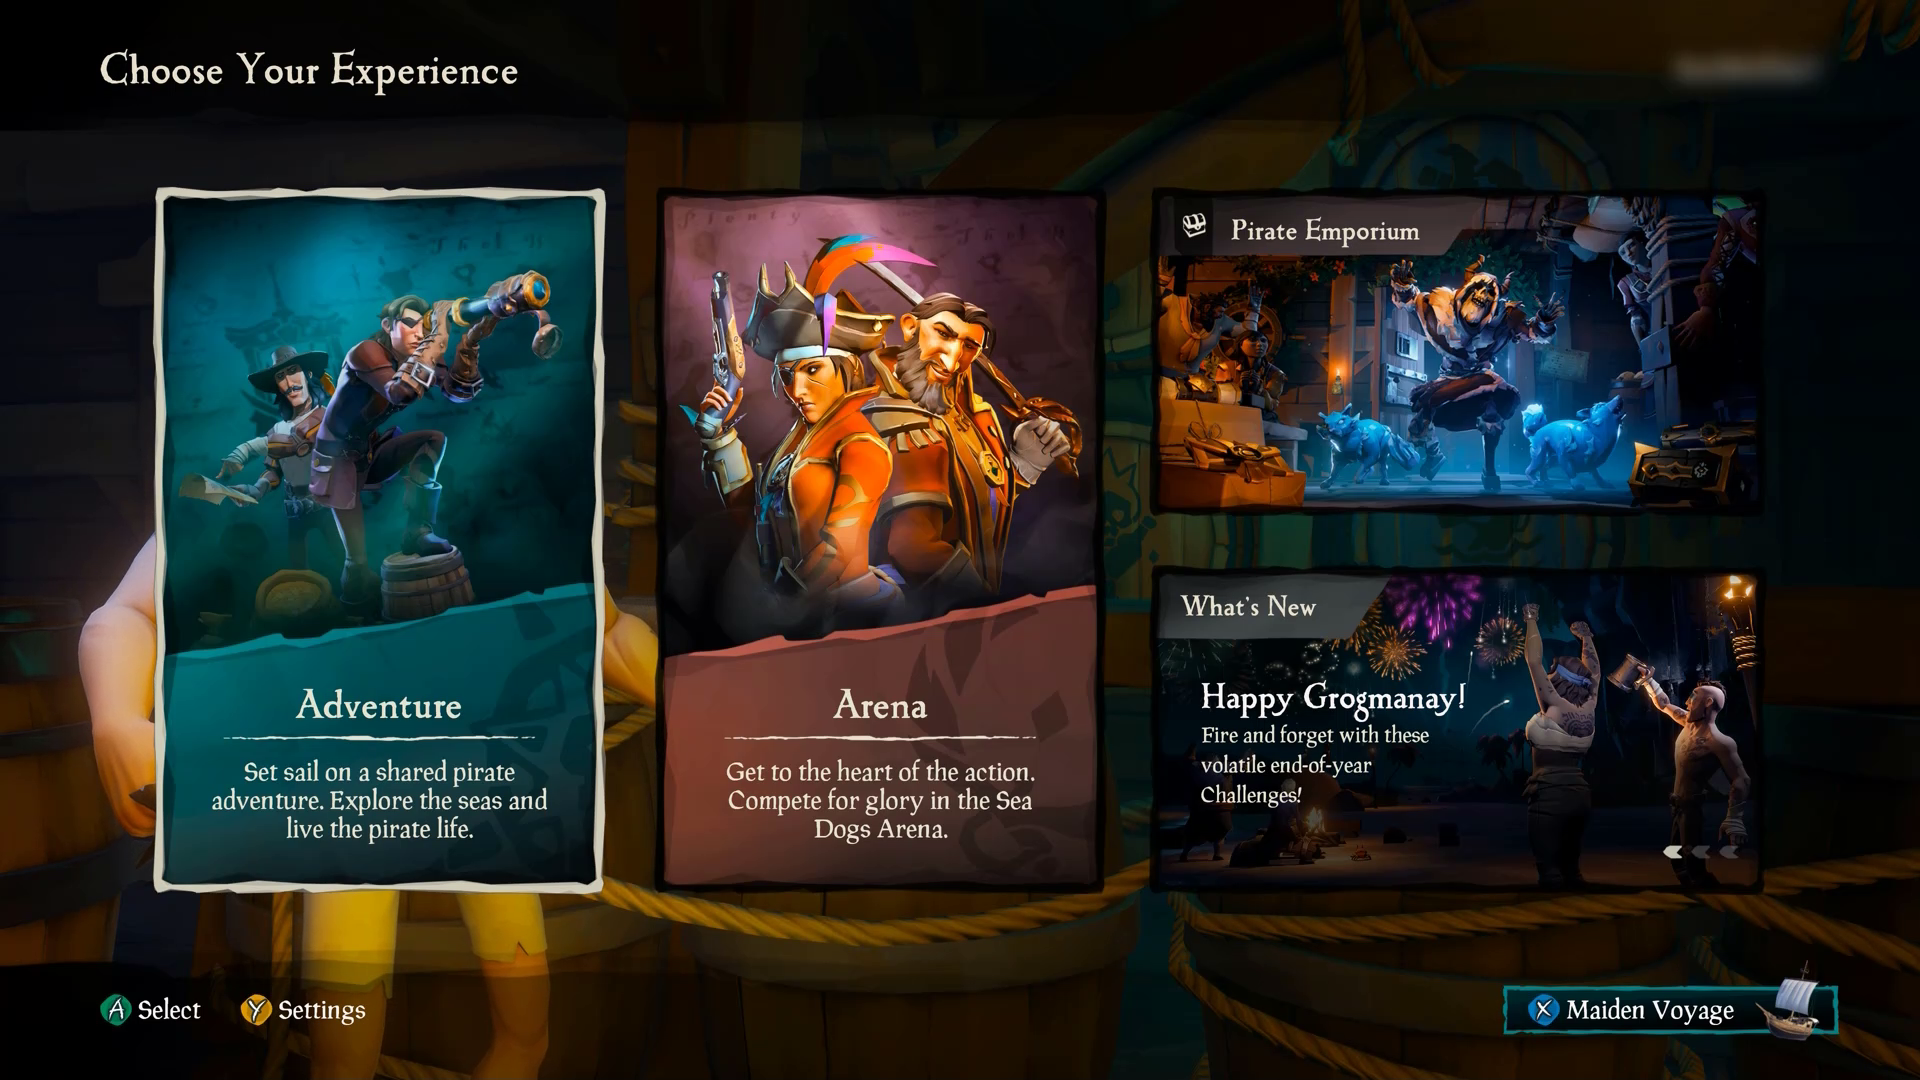 Choose Your Experience
Adventure
Set sail on a shared pirate
adventure. Explore the seas and
live the pirate life.
Arena
Get to the heart of the action.
Compete for glory in the Sea
Dogs Arena.
Pirate Emporium
What's New
Happy Grogmanay!
Fire and forget with these
volatile end-of-year
Challenges!
A Select
Y Settings
X Maiden Voyage